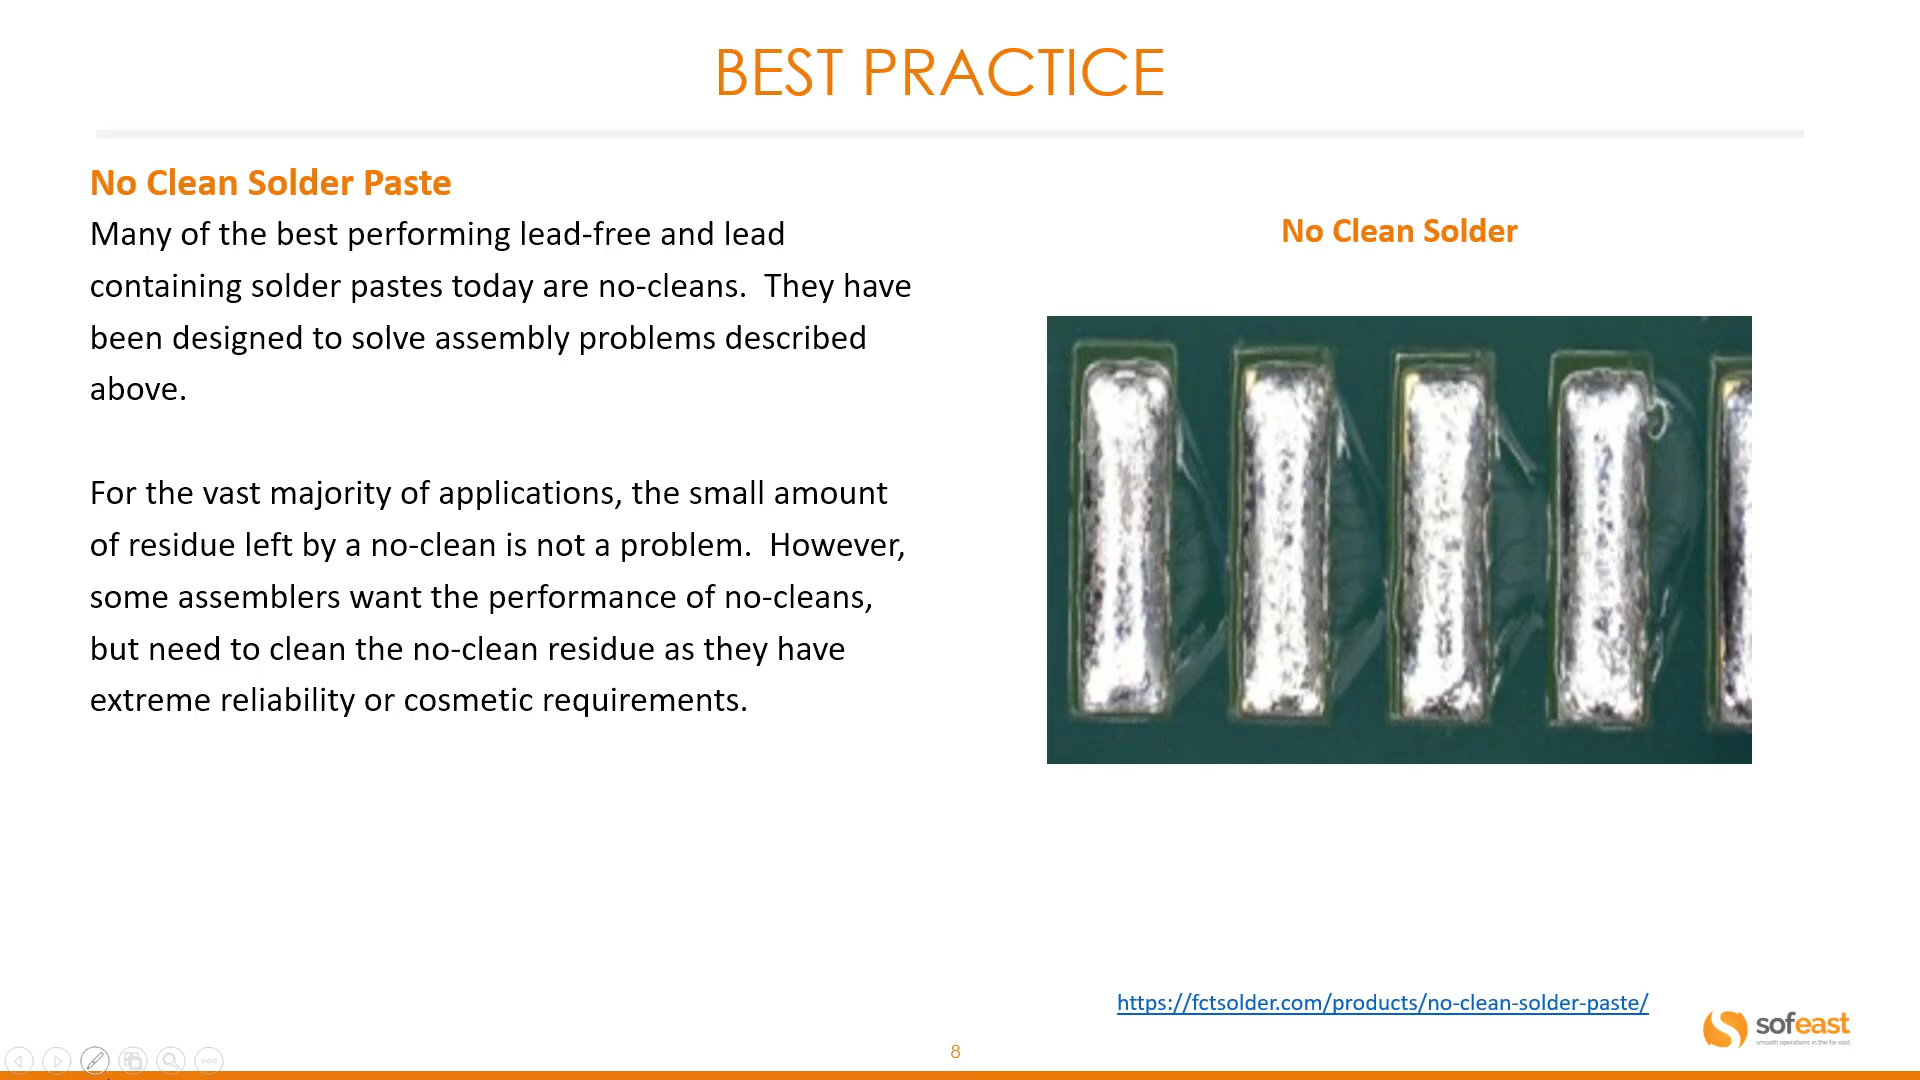 BEST PRACTICE
No Clean Solder Paste
Many of the best performing lead-free and lead
containing solder pastes today are no-cleans.  They have
been designed to solve assembly problems described
above.
For the vast majority of applications, the small amount
of residue left by a no-clean is not a problem.  However,
some assemblers want the performance of no-cleans,
but need to clean the no-clean residue as they have
extreme reliability or cosmetic requirements.
No Clean Solder
https://fctsolder.com/products/no-clean-solder-paste/
sofeast
smooth operations in the far east
8